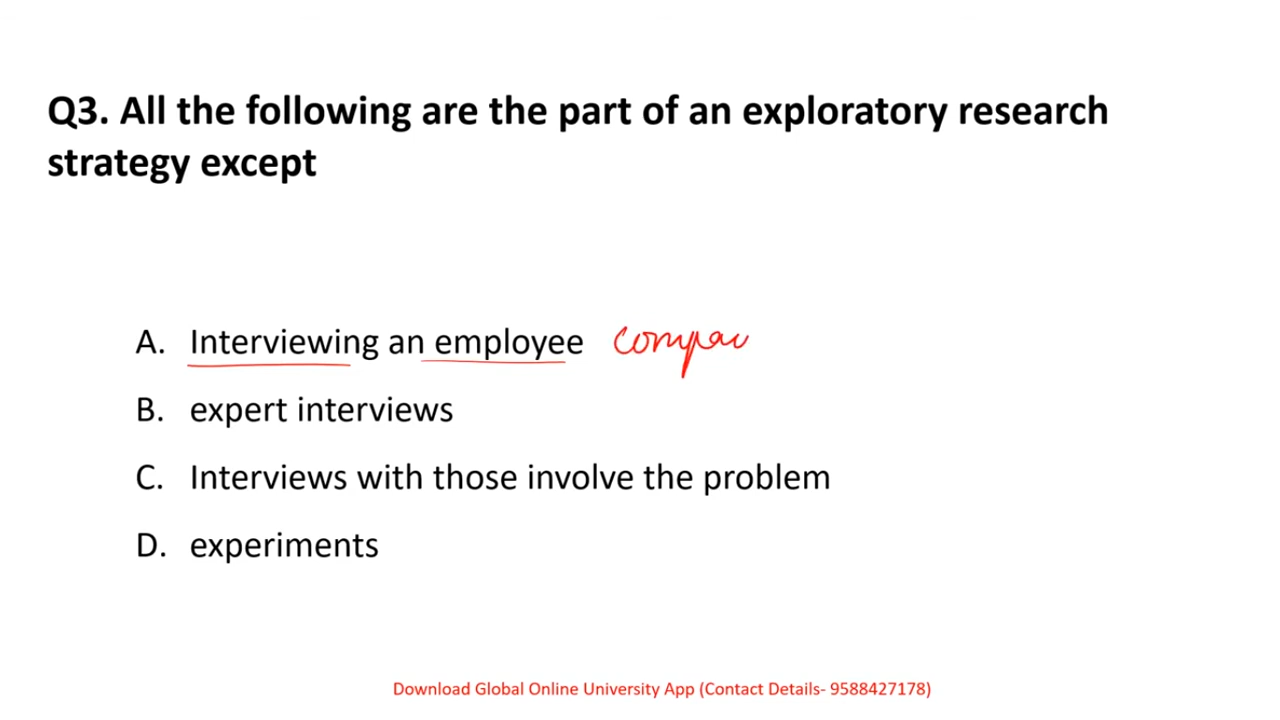 Q3. All the following are the part of an exploratory research
strategy except
A. Interviewing an employee compan
B. expert interviews
C. Interviews with those involve the problem
D. experiments
Download Global Online University App (Contact Details- 9588427178)